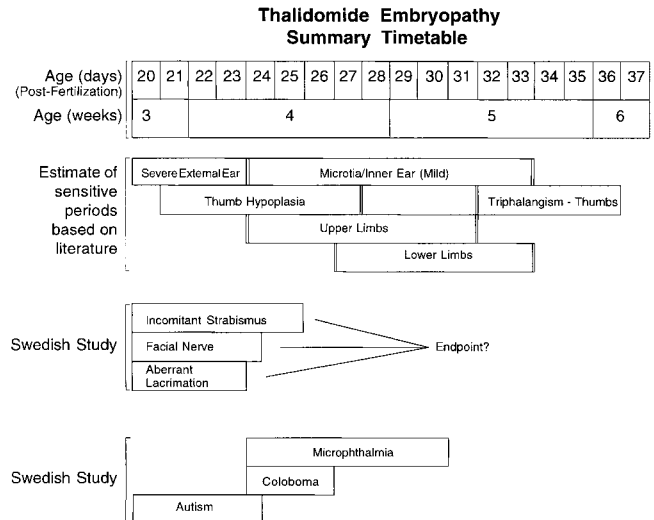 Thalidomide Embryopathy
Summary Timetable
Age (days) 20 21 22 23 24 25 26 27 28 29 30 31 32 33 34 35 36 37
(Post-Fertilization)
Age (weeks) 3 4 5 6
Estimate of
sensitive
periods
based on
literature
Severe External Ear Microtia/Inner Ear (Mild)
Thumb Hypoplasia Triphalangism - Thumbs
Upper Limbs
Lower Limbs
Swedish Study
Incomitant Strabismus
Facial Nerve
Aberrant
Lacrimation
Endpoint?
Swedish Study
Microphthalmia
Coloboma
Autism